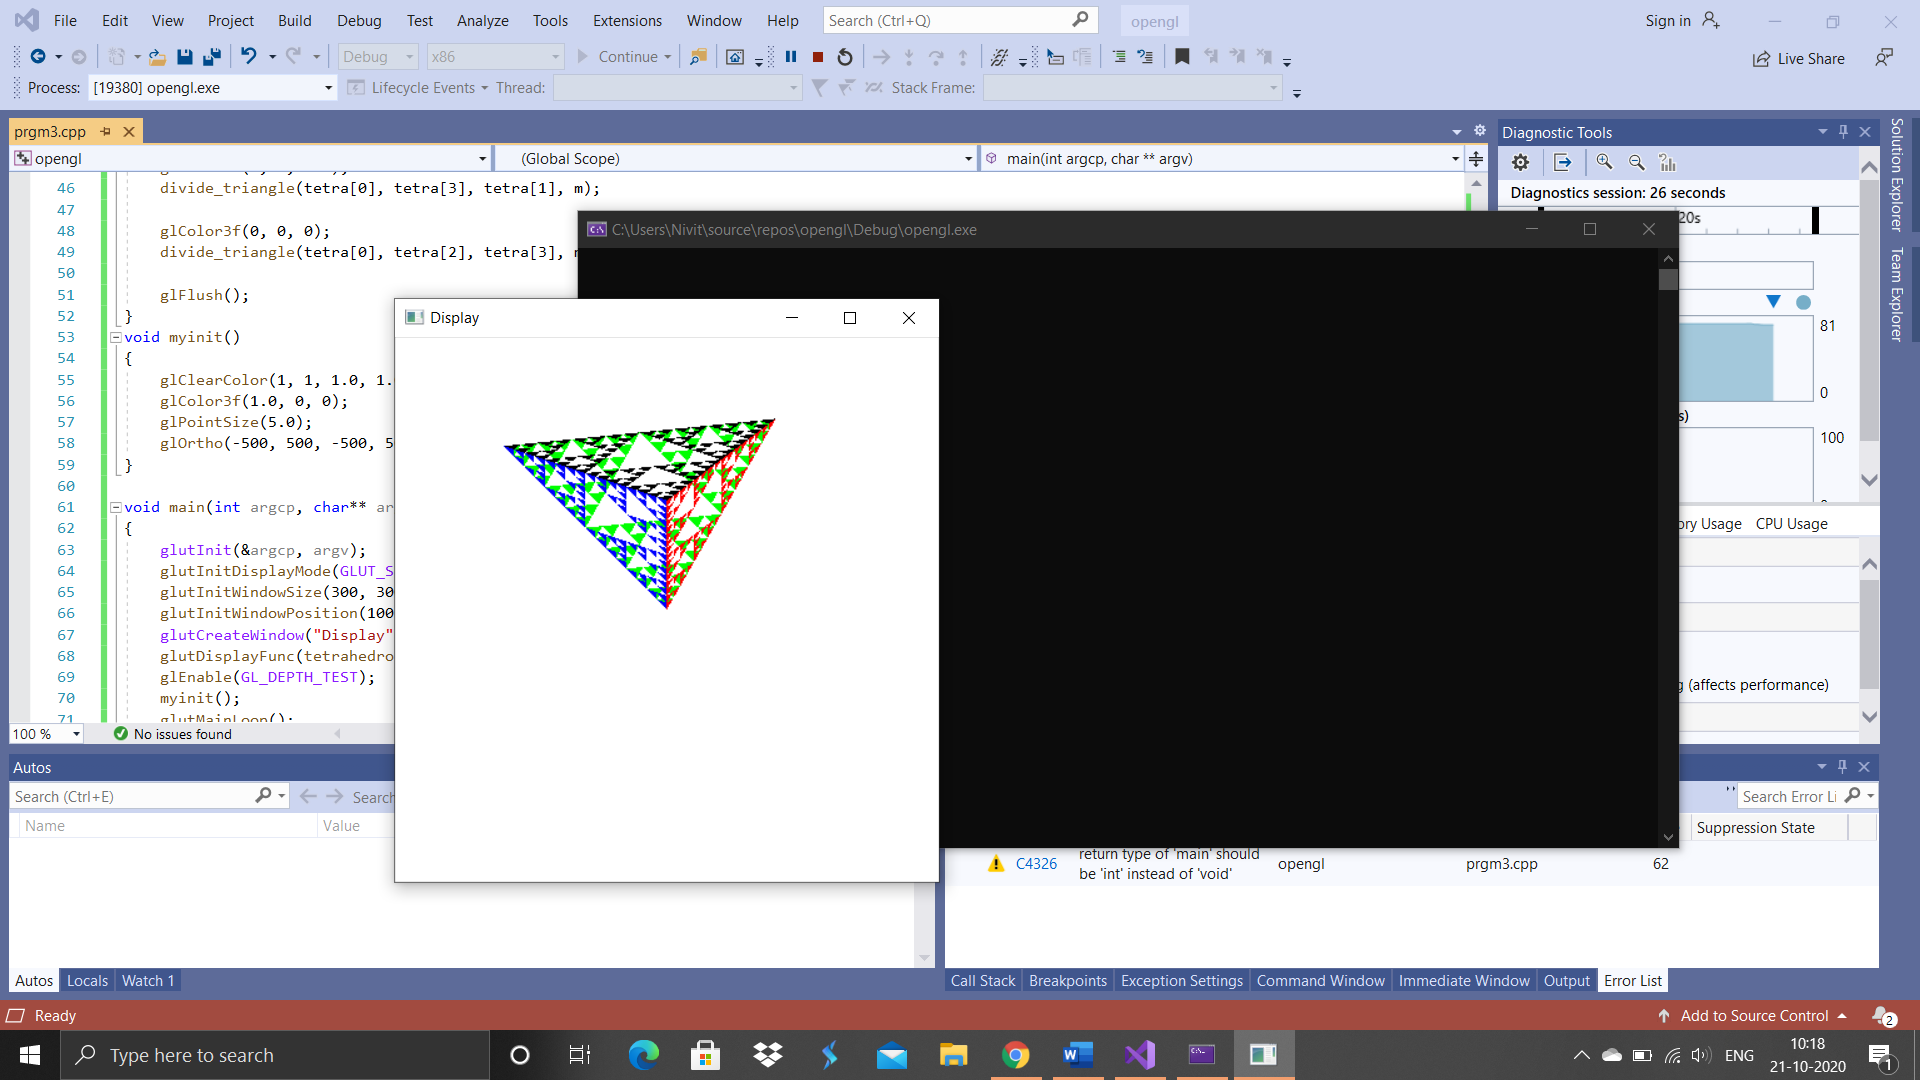 File Edit View Project Build Debug Test Analyze Tools Extensions Window Help Search (Ctrl+Q) opengl Sign in
Debug x86 Continue Live Share
Process: [19380] opengl.exe Lifecycle Events Thread: Stack Frame:
prgm3.cpp
opengl (Global Scope) main(int argcp, char ** argv)
46 divide_triangle(tetra[0], tetra[3], tetra[1], m);
47
48 glColor3f(0, 0, 0);
49 divide_triangle(tetra[0], tetra[2], tetra[3],
50
51 glFlush();
52 }
53 void myinit()
54 {
55 glClearColor(1, 1, 1.0, 1.
56 glColor3f(1.0, 0, 0);
57 glPointSize(5.0);
58 glOrtho(-500, 500, -500, 5
59 }
60
61 void main(int argcp, char** ar
62 {
63 glutInit(&argcp, argv);
64 glutInitDisplayMode(GLUT_S
65 glutInitWindowSize(300, 30
66 glutInitWindowPosition(100
67 glutCreateWindow("Display"
68 glutDisplayFunc(tetrahedro
69 glEnable(GL_DEPTH_TEST);
70 myinit();
71 glutMainLoop();
100 % No issues found
C:\Users\Nivit\source\repos\opengl\Debug\opengl.exe
Display
Diagnostic Tools
Diagnostics session: 26 seconds
20s
81
0
s)
100
ory Usage CPU Usage
g (affects performance)
Solution Explorer
Team Explorer
Autos
Search (Ctrl+E) Search
Name Value
Autos Locals Watch 1
Search Error Li
Suppression State
C4326 return type of 'main' should be 'int' instead of 'void' opengl prgm3.cpp 62
Call Stack Breakpoints Exception Settings Command Window Immediate Window Output Error List
Ready Add to Source Control 2
Type here to search ENG 10:18
21-10-2020 1